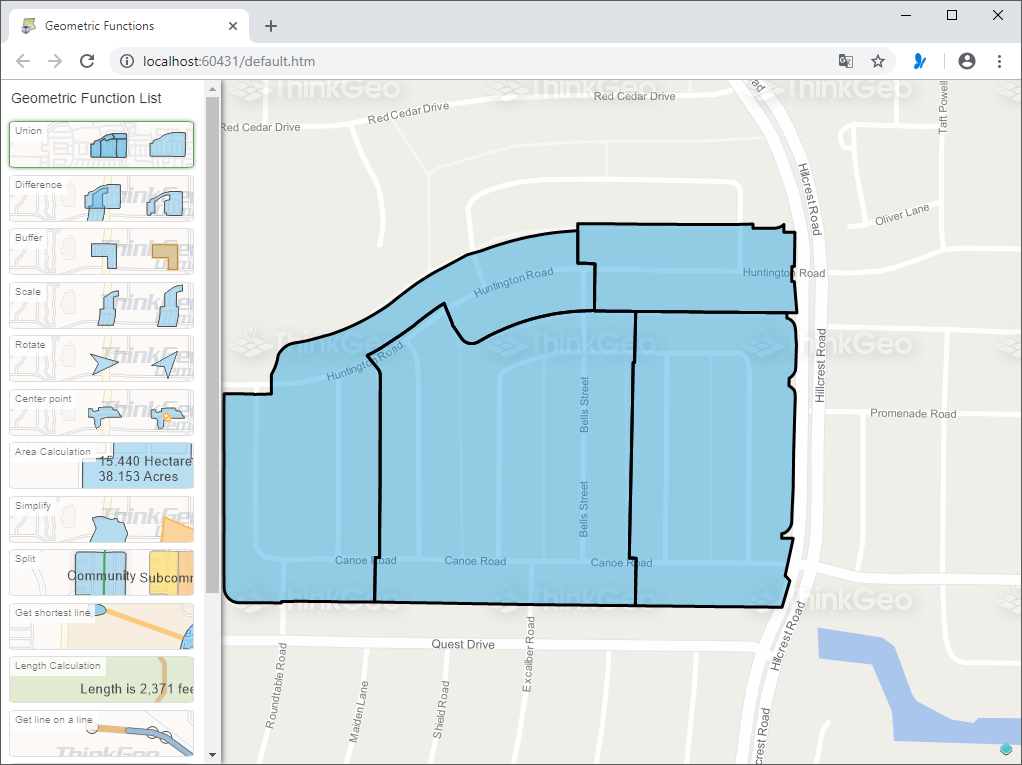 Geometric Functions
localhost:60431/default.htm
Geometric Function List
Union
Difference
Buffer
Scale
Rotate
Center point
Area Calculation
15.440 Hectare
38.153 Acres
Simplify
Split
Community
Subcomm
Get shortest line
Length Calculation
Length is 2,371 fee
Get line on a line
ThinkGeo
ThinkGeo
ThinkGeo
Red Cedar Drive
Red Cedar Drive
Red Cedar Drive
Taft Powell
Hillcrest Road
Oliver Lane
Huntington Road
Huntington Road
ThinkGeo
ThinkGeo
ThinkGeo
Huntington Road
Hillcrest Road
Bells Street
Promenade Road
Bells Street
Canoe Road
Canoe Road
Canoe Road
ThinkGeo
ThinkGeo
ThinkGeo
Hillcrest Road
Quest Drive
Excaliber Road
Roundtable Road
Maiden Lane
Shield Road
crest Road